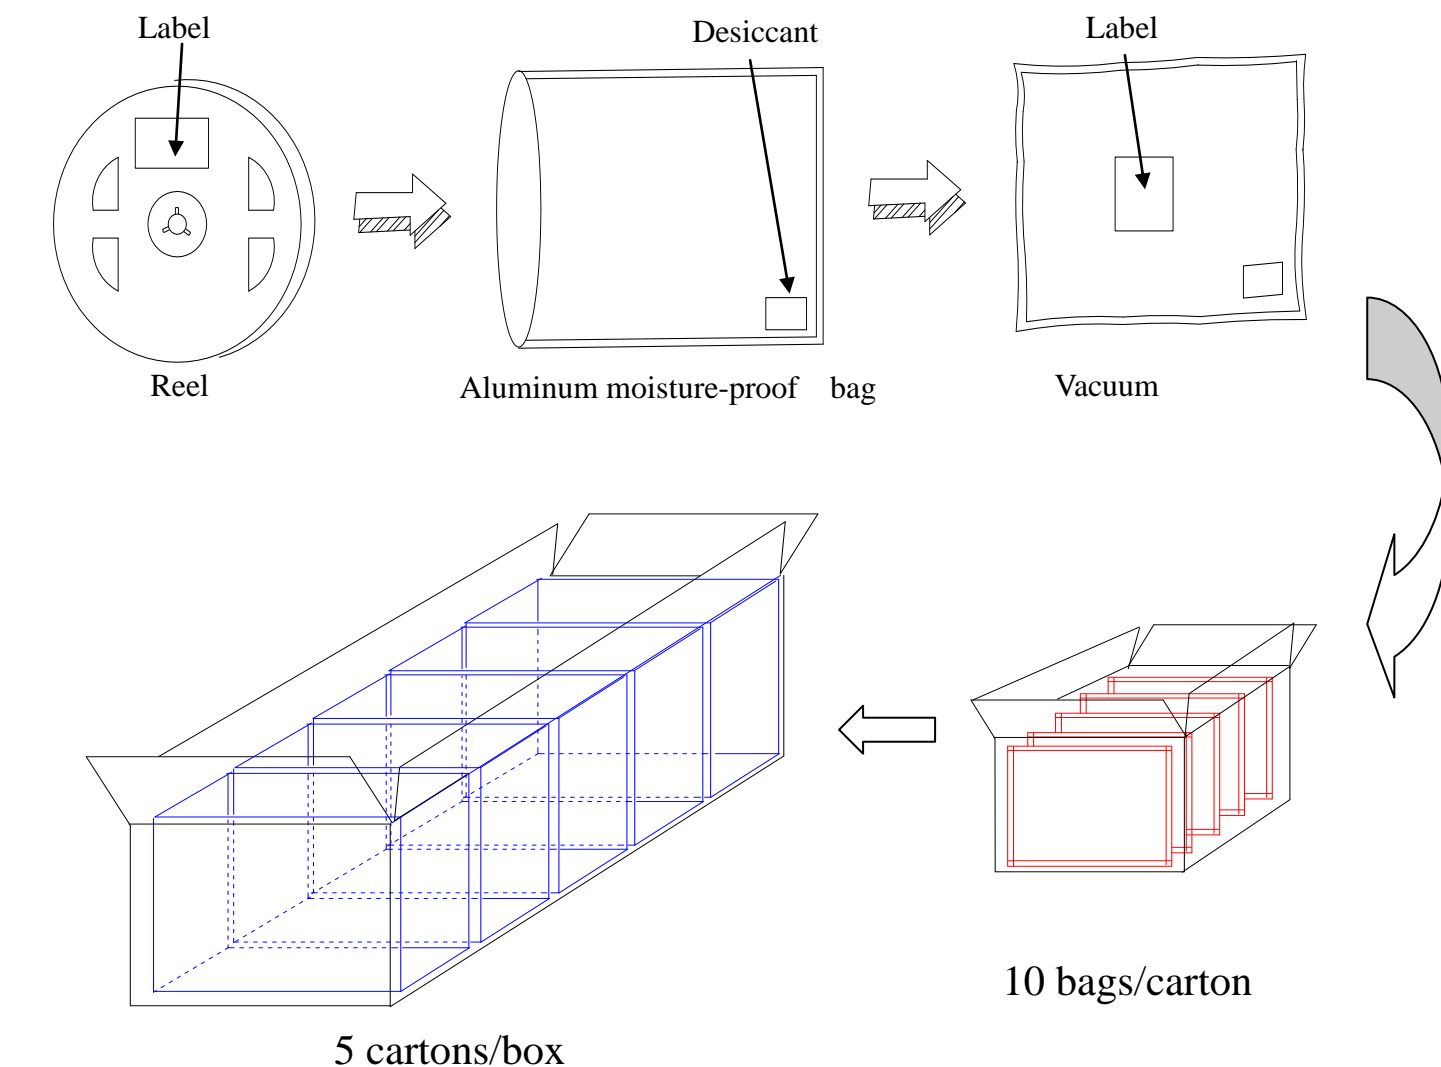 Label
Desiccant
Label
Reel
Aluminum moisture-proof bag
Vacuum
10 bags/carton
5 cartons/box